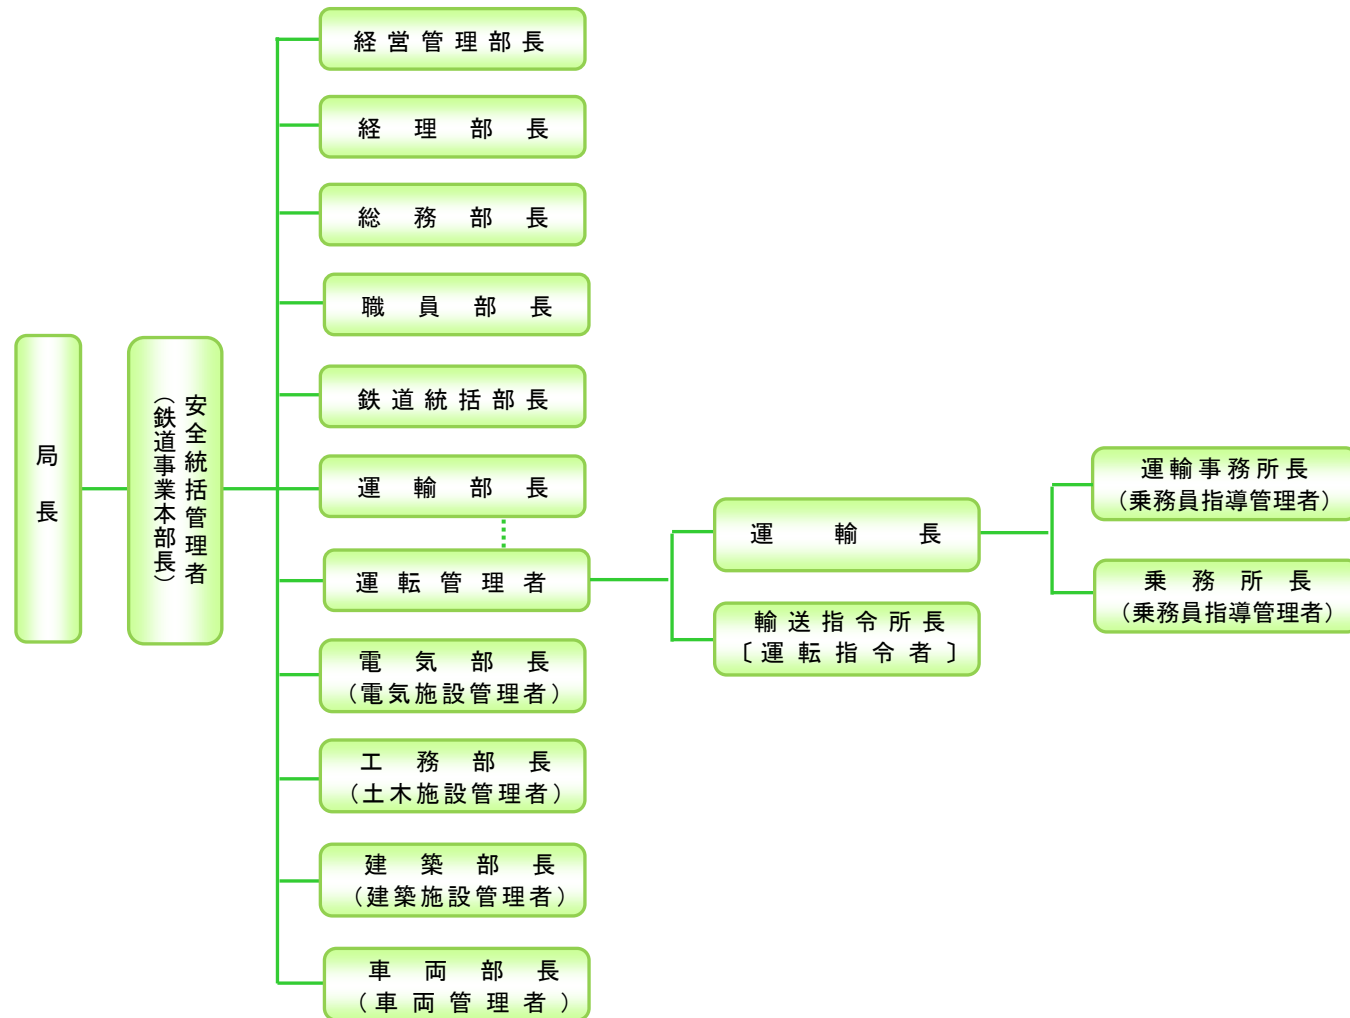 局長
安全統括管理者
（鉄道事業本部長）
経営管理部長
経理部長
総務部長
職員部長
鉄道統括部長
運輸部長
運転管理者
電気部長
（電気施設管理者）
工務部長
（土木施設管理者）
建築部長
（建築施設管理者）
車両部長
（車両管理者）
運輸長
輸送指令所長
〔運転指令者〕
運輸事務所長
（乗務員指導管理者）
乗務所長
（乗務員指導管理者）